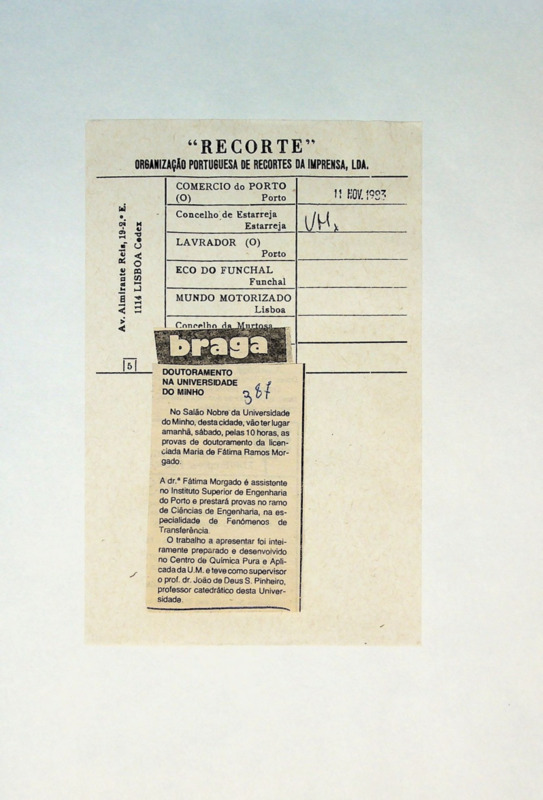 “RECORTE”
ORGANIZAÇÃO PORTUGUESA DE RECORTES DA IMPRENSA, LDA.
Av. Almirante Reis, 19-2.º E.
1114 LISBOA Codex
5
COMERCIO do PORTO
(O) Porto
11 NOV. 1983
Concelho de Estarreja
Estarreja
LAVRADOR (O)
Porto
ECO DO FUNCHAL
Funchal
MUNDO MOTORIZADO
Lisboa
Concelho da Murtosa
braga
DOUTORAMENTO
NA UNIVERSIDADE
DO MINHO
387
No Salão Nobre da Universidade
do Minho, desta cidade, vão ter lugar
amanhã, sábado, pelas 10 horas, as
provas de doutoramento da licen-
ciada Maria de Fátima Ramos Mor-
gado.
A dr.ª Fátima Morgado é assistente
no Instituto Superior de Engenharia
do Porto e prestará provas no ramo
de Ciências de Engenharia, na es-
pecialidade de Fenómenos de
Transferência.
O trabalho a apresentar foi intei-
ramente preparado e desenvolvido
no Centro de Química Pura e Apli-
cada da U.M. e teve como supervisor
o prof. dr. João de Deus S. Pinheiro,
professor catedrático desta Univer-
sidade.